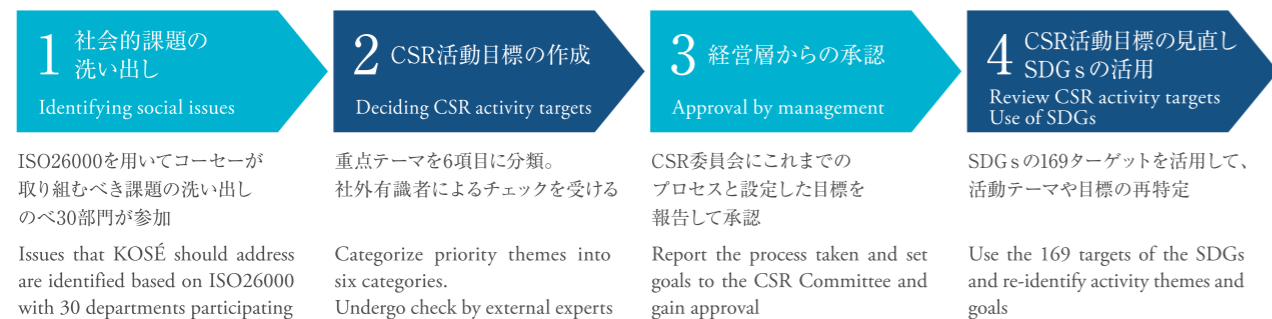 1
社会的課題の
洗い出し
Identifying social issues
ISO26000を用いてコーセーが
取り組むべき課題の洗い出し
のべ30部門が参加
Issues that KOSÉ should address
are identified based on ISO26000
with 30 departments participating
2 CSR活動目標の作成
Deciding CSR activity targets
重点テーマを6項目に分類。
社外有識者によるチェックを受ける
Categorize priority themes into
six categories.
Undergo check by external experts
3 経営層からの承認
Approval by management
CSR委員会にこれまでの
プロセスと設定した目標を
報告して承認
Report the process taken and set
goals to the CSR Committee and
gain approval
4
CSR活動目標の見直し
SDGｓの活用
Review CSR activity targets
Use of SDGs
SDGｓの169ターゲットを活用して、
活動テーマや目標の再特定
Use the 169 targets of the SDGs
and re-identify activity themes and
goals